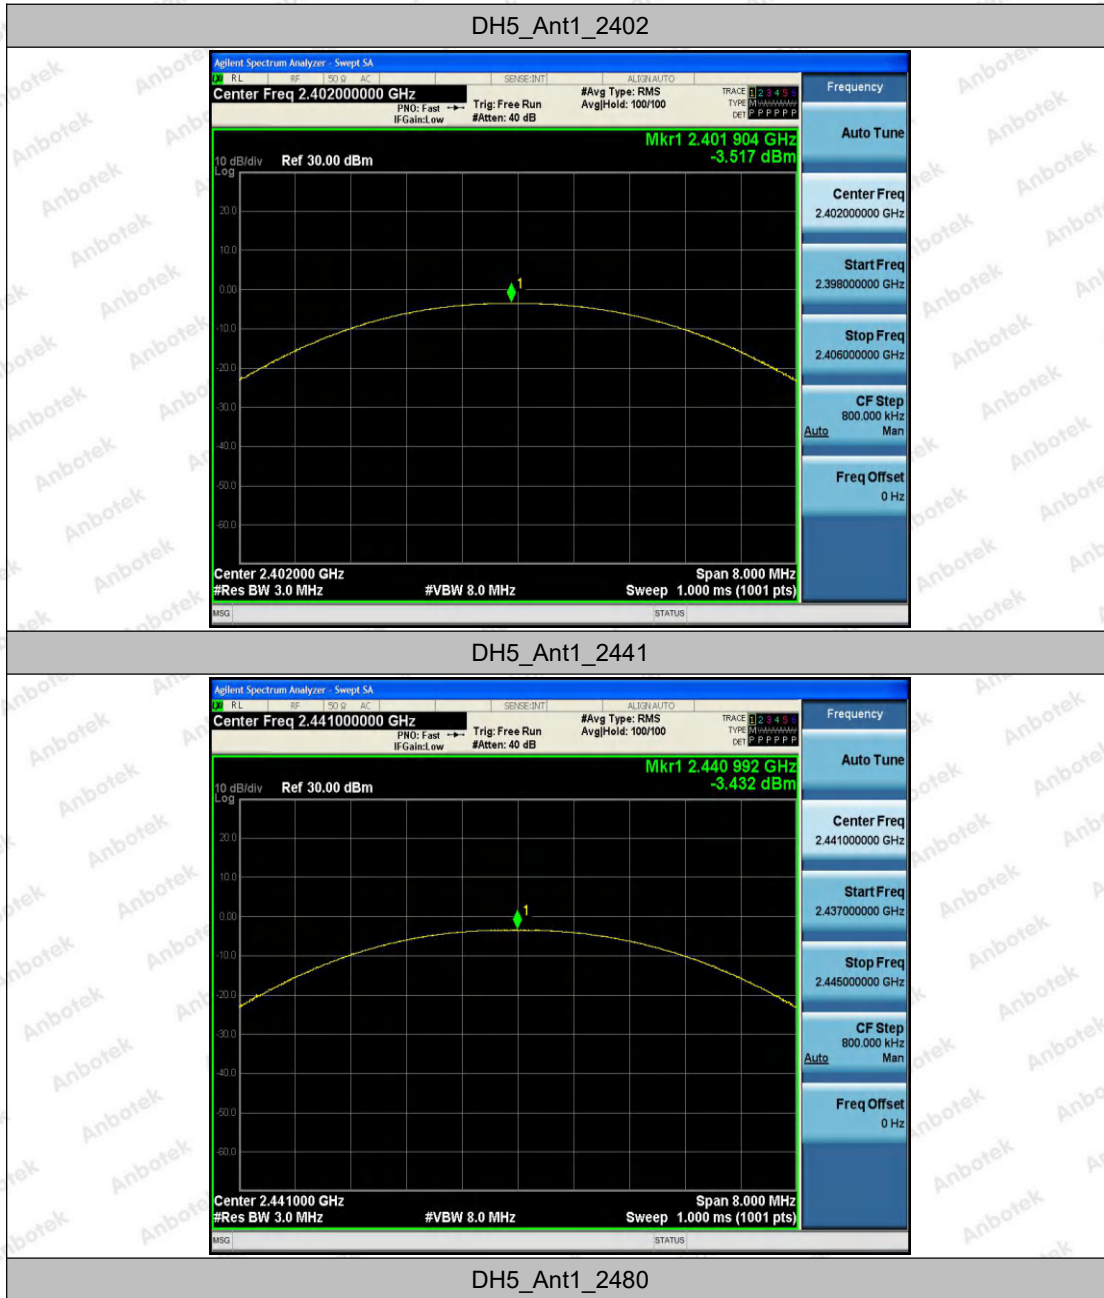 DH5_Ant1_2402
Agilent Spectrum Analyzer - Swept SA
RL RF 50 Ω AC SENSE:INT ALIGN AUTO
Center Freq 2.402000000 GHz
PNO: Fast
IFGain:Low
Trig: Free Run
#Atten: 40 dB
#Avg Type: RMS
Avg|Hold: 100/100
TRACE 1 2 3 4 5 6
TYPE M
DET P P P P P P
Mkr1 2.401 904 GHz
-3.517 dBm
10 dB/div Ref 30.00 dBm
Log
20.0
10.0
0.00
-10.0
-20.0
-30.0
-40.0
-50.0
-60.0
Center 2.402000 GHz Span 8.000 MHz
#Res BW 3.0 MHz #VBW 8.0 MHz Sweep 1.000 ms (1001 pts)
MSG STATUS
Frequency
Auto Tune
Center Freq
2.402000000 GHz
Start Freq
2.398000000 GHz
Stop Freq
2.406000000 GHz
CF Step
800.000 kHz
Auto Man
Freq Offset
0 Hz
DH5_Ant1_2441
Agilent Spectrum Analyzer - Swept SA
RL RF 50 Ω AC SENSE:INT ALIGN AUTO
Center Freq 2.441000000 GHz
PNO: Fast
IFGain:Low
Trig: Free Run
#Atten: 40 dB
#Avg Type: RMS
Avg|Hold: 100/100
TRACE 1 2 3 4 5 6
TYPE M
DET P P P P P P
Mkr1 2.440 992 GHz
-3.432 dBm
10 dB/div Ref 30.00 dBm
Log
20.0
10.0
0.00
-10.0
-20.0
-30.0
-40.0
-50.0
-60.0
Center 2.441000 GHz Span 8.000 MHz
#Res BW 3.0 MHz #VBW 8.0 MHz Sweep 1.000 ms (1001 pts)
MSG STATUS
Frequency
Auto Tune
Center Freq
2.441000000 GHz
Start Freq
2.437000000 GHz
Stop Freq
2.445000000 GHz
CF Step
800.000 kHz
Auto Man
Freq Offset
0 Hz
DH5_Ant1_2480